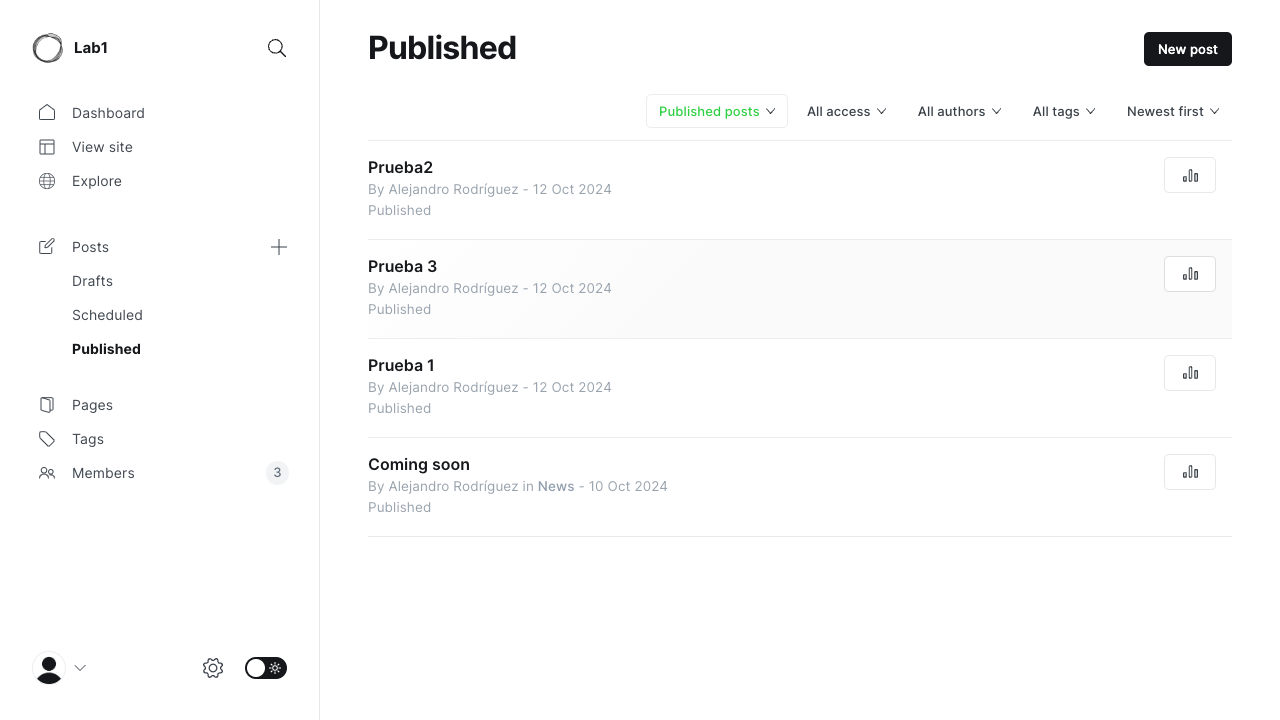 Lab1
Dashboard
View site
Explore
Posts
Drafts
Scheduled
Published
Pages
Tags
Members
3
Published
New post
Published posts
All access
All authors
All tags
Newest first
Prueba2
By Alejandro Rodríguez - 12 Oct 2024
Published
Prueba 3
By Alejandro Rodríguez - 12 Oct 2024
Published
Prueba 1
By Alejandro Rodríguez - 12 Oct 2024
Published
Coming soon
By Alejandro Rodríguez in News - 10 Oct 2024
Published